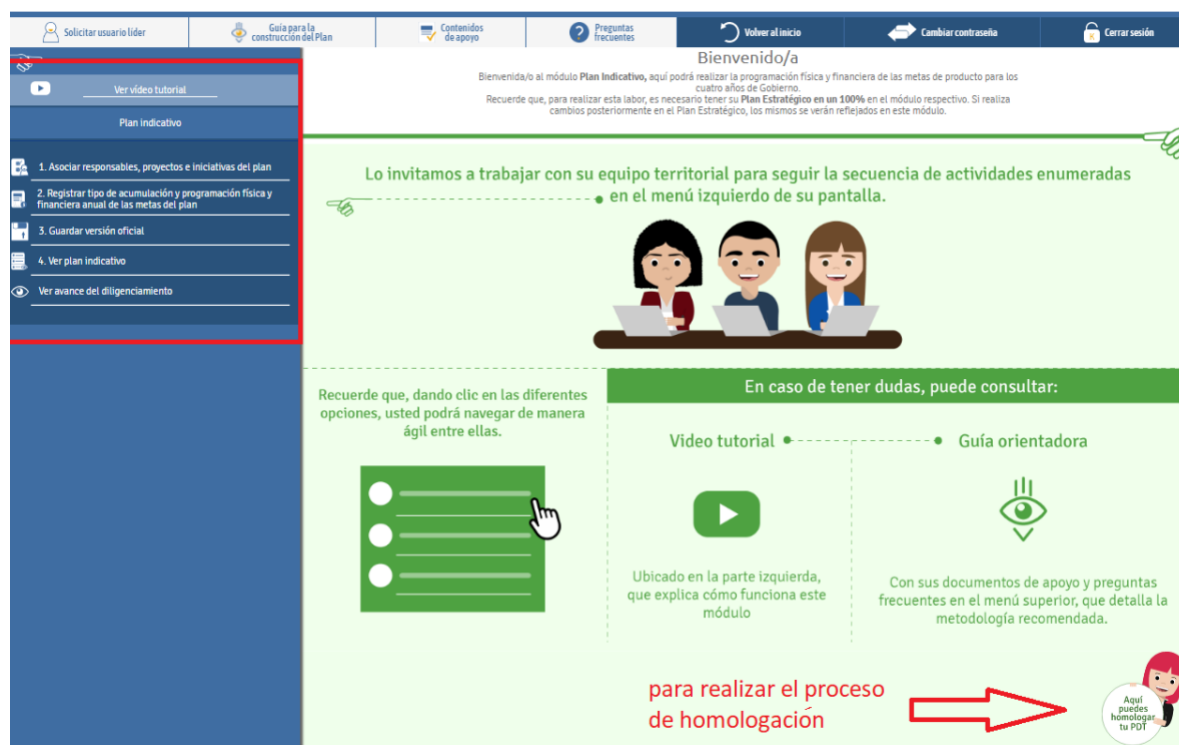 Solicitar usuario líder
Guía para la
construcción del Plan
Contenidos
de apoyo
Preguntas
frecuentes
Volver al inicio
Cambiar contraseña
Cerrar sesión
Ver vídeo tutorial
Plan indicativo
1. Asociar responsables, proyectos e iniciativas del plan
2. Registrar tipo de acumulación y programación física y
financiera anual de las metas del plan
3. Guardar versión oficial
4. Ver plan indicativo
Ver avance del diligenciamiento
Bienvenido/a
Bienvenida/o al módulo Plan Indicativo, aquí podrá realizar la programación física y financiera de las metas de producto para los
cuatro años de Gobierno.
Recuerde que, para realizar esta labor, es necesario tener su Plan Estratégico en un 100% en el módulo respectivo. Si realiza
cambios posteriormente en el Plan Estratégico, los mismos se verán reflejados en este módulo.
Lo invitamos a trabajar con su equipo territorial para seguir la secuencia de actividades enumeradas
en el menú izquierdo de su pantalla.
Recuerde que, dando clic en las diferentes
opciones, usted podrá navegar de manera
ágil entre ellas.
En caso de tener dudas, puede consultar:
Video tutorial
Guía orientadora
Ubicado en la parte izquierda,
que explica cómo funciona este
módulo
Con sus documentos de apoyo y preguntas
frecuentes en el menú superior, que detalla la
metodología recomendada.
para realizar el proceso
de homologación
Aquí
puedes
homologar
tu PDT